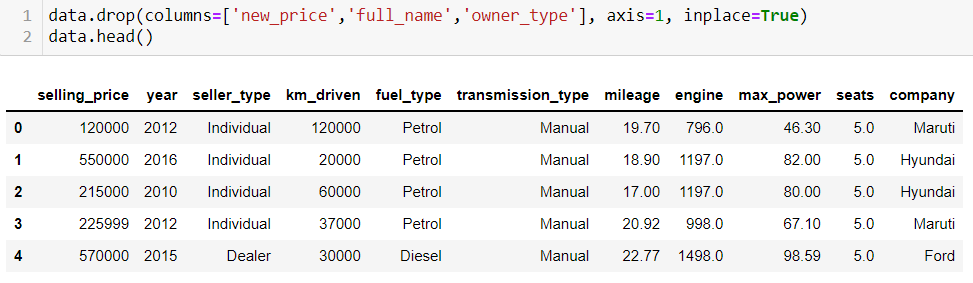 1 data.drop(columns=['new_price','full_name','owner_type'], axis=1, inplace=True)
2 data.head()
selling_price year seller_type km_driven fuel_type transmission_type mileage engine max_power seats company
0 120000 2012 Individual 120000 Petrol Manual 19.70 796.0 46.30 5.0 Maruti
1 550000 2016 Individual 20000 Petrol Manual 18.90 1197.0 82.00 5.0 Hyundai
2 215000 2010 Individual 60000 Petrol Manual 17.00 1197.0 80.00 5.0 Hyundai
3 225999 2012 Individual 37000 Petrol Manual 20.92 998.0 67.10 5.0 Maruti
4 570000 2015 Dealer 30000 Diesel Manual 22.77 1498.0 98.59 5.0 Ford